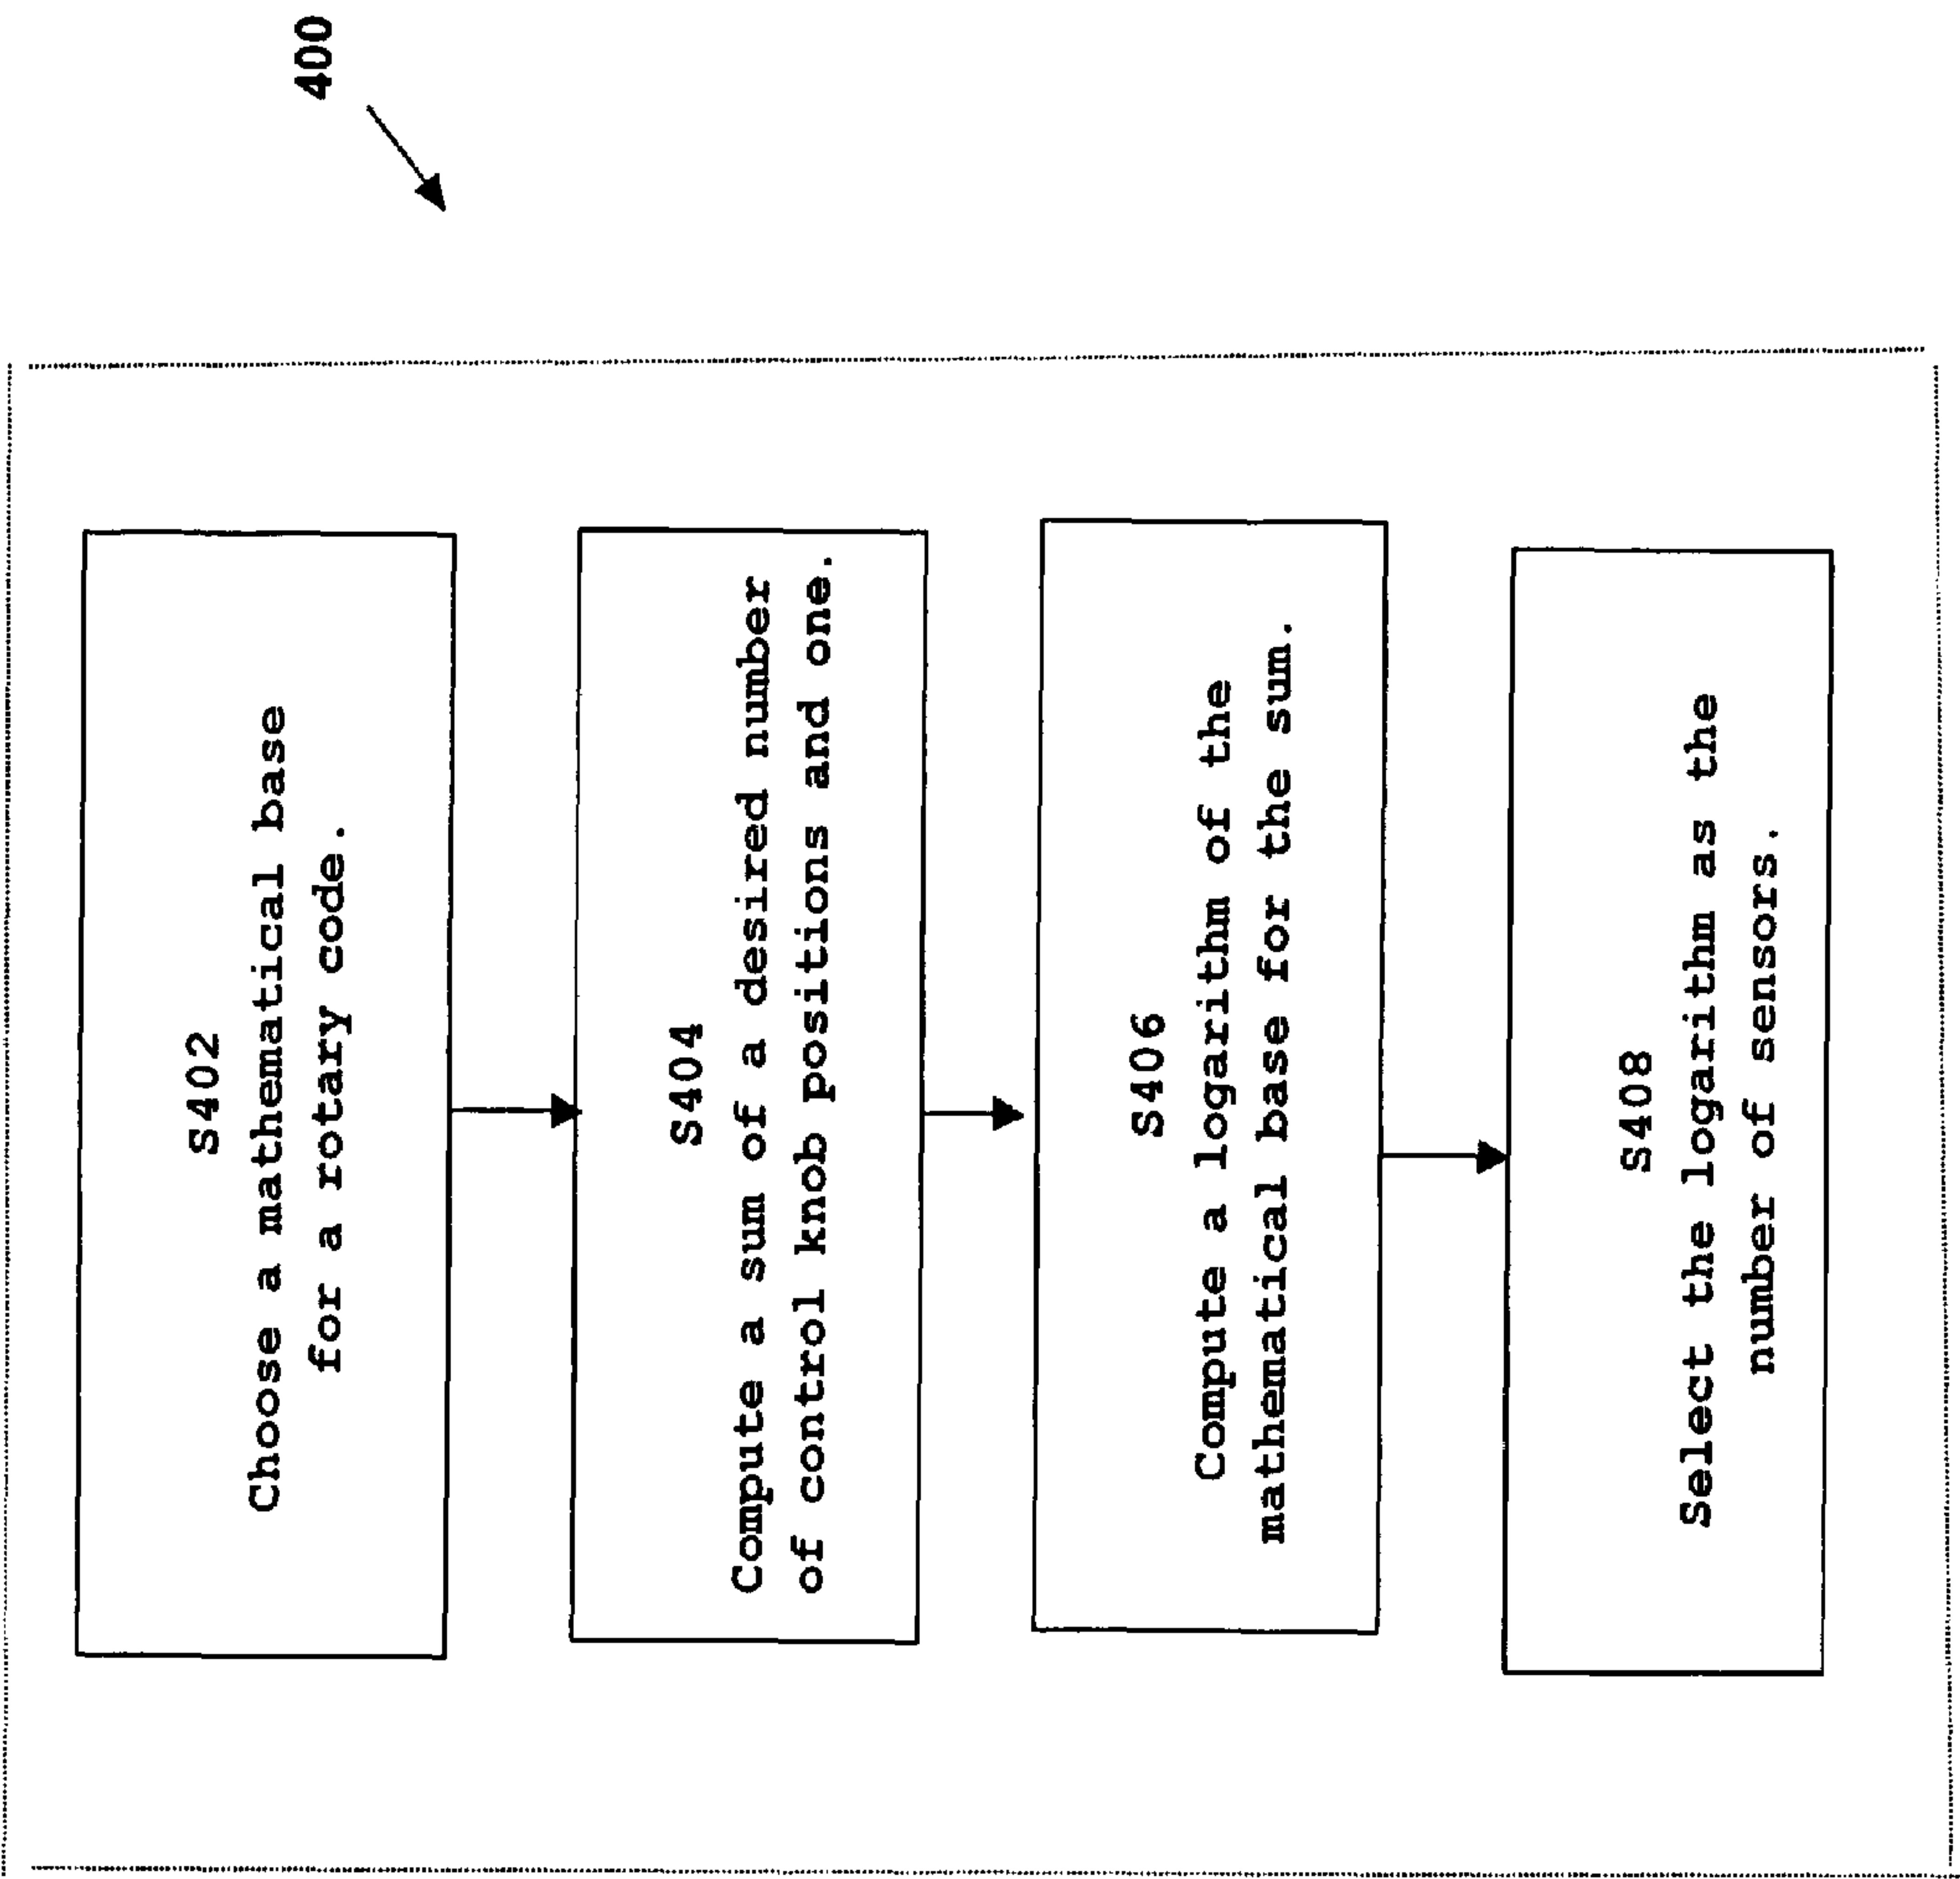 400
S402
Choose a mathematical base
for a rotary code.
S404
Compute a sum of a desired number
of control knob positions and one.
S406
Compute a logarithm of the
mathematical base for the sum.
S408
Select the logarithm as the
number of sensors.